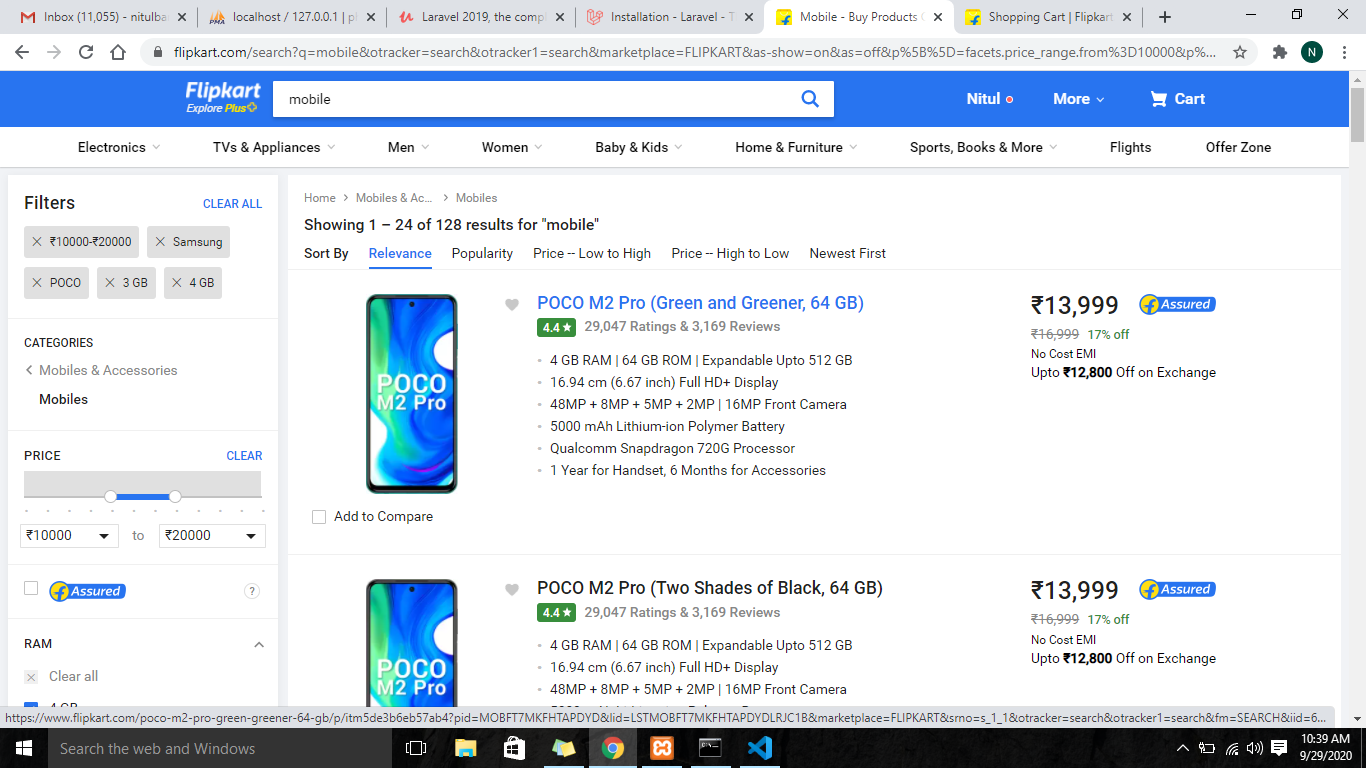 Inbox (11,055) - nitulba
localhost / 127.0.0.1 | p
Laravel 2019, the comp
Installation - Laravel - T
Mobile - Buy Products
Shopping Cart | Flipkart
flipkart.com/search?q=mobile&otracker=search&otracker1=search&marketplace=FLIPKART&as-show=on&as=off&p%5B%5D=facets.price_range.from%3D10000&p%...
N
Flipkart
Explore Plus
mobile
Nitul
More
Cart
Electronics
TVs & Appliances
Men
Women
Baby & Kids
Home & Furniture
Sports, Books & More
Flights
Offer Zone
Filters
CLEAR ALL
₹10000-₹20000
Samsung
POCO
3 GB
4 GB
CATEGORIES
Mobiles & Accessories
Mobiles
PRICE
CLEAR
₹10000
to
₹20000
Assured
?
RAM
Clear all
4 GB
Home
Mobiles & Ac...
Mobiles
Showing 1 – 24 of 128 results for "mobile"
Sort By
Relevance
Popularity
Price -- Low to High
Price -- High to Low
Newest First
POCO
M2 Pro
Add to Compare
POCO M2 Pro (Green and Greener, 64 GB)
4.4 ★ 29,047 Ratings & 3,169 Reviews
4 GB RAM | 64 GB ROM | Expandable Upto 512 GB
16.94 cm (6.67 inch) Full HD+ Display
48MP + 8MP + 5MP + 2MP | 16MP Front Camera
5000 mAh Lithium-ion Polymer Battery
Qualcomm Snapdragon 720G Processor
1 Year for Handset, 6 Months for Accessories
₹13,999
Assured
₹16,999 17% off
No Cost EMI
Upto ₹12,800 Off on Exchange
POCO
M2 Pro
POCO M2 Pro (Two Shades of Black, 64 GB)
4.4 ★ 29,047 Ratings & 3,169 Reviews
4 GB RAM | 64 GB ROM | Expandable Upto 512 GB
16.94 cm (6.67 inch) Full HD+ Display
48MP + 8MP + 5MP + 2MP | 16MP Front Camera
₹13,999
Assured
₹16,999 17% off
No Cost EMI
Upto ₹12,800 Off on Exchange
https://www.flipkart.com/poco-m2-pro-green-greener-64-gb/p/itm5de3b6eb57ab4?pid=MOBFT7MKFHTAPDYD&lid=LSTMOBFT7MKFHTAPDYDLRJC1B&marketplace=FLIPKART&srno=s_1_1&otracker=search&otracker1=search&fm=SEARCH&iid=6...
Search the web and Windows
10:39 AM
9/29/2020